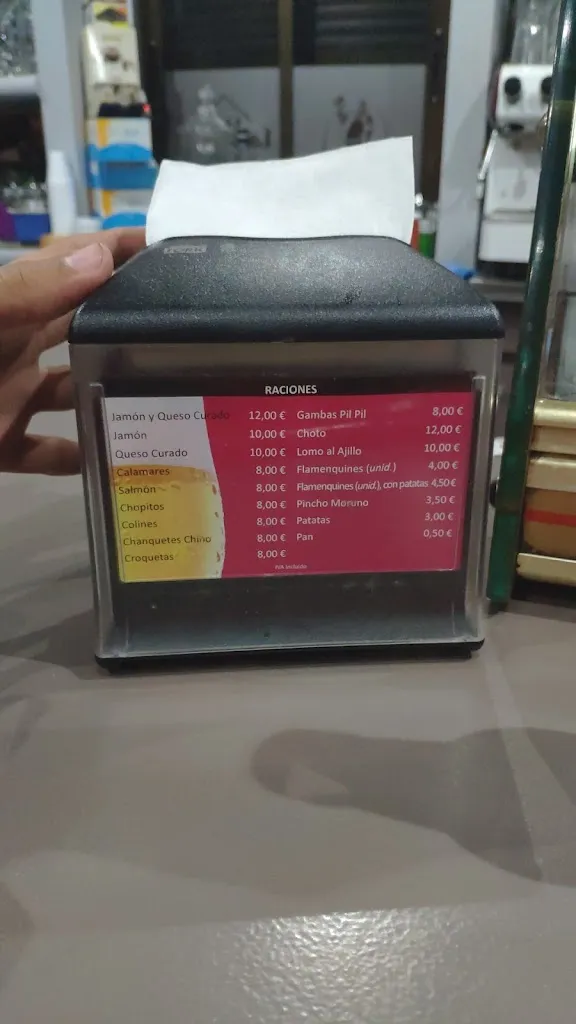 TORK
RACIONES
Jamón y Queso Curado 12,00 €
Jamón 10,00 €
Queso Curado 10,00 €
Calamares 8,00 €
Salmón 8,00 €
Chopitos 8,00 €
Colines 8,00 €
Chanquetes Chino 8,00 €
Croquetas 8,00 €
Gambas Pil Pil 8,00 €
Choto 12,00 €
Lomo al Ajillo 10,00 €
Flamenquines (unid.) 4,00 €
Flamenquines (unid.), con patatas 4,50 €
Pincho Moruno 3,50 €
Patatas 3,00 €
Pan 0,50 €
IVA Incluido